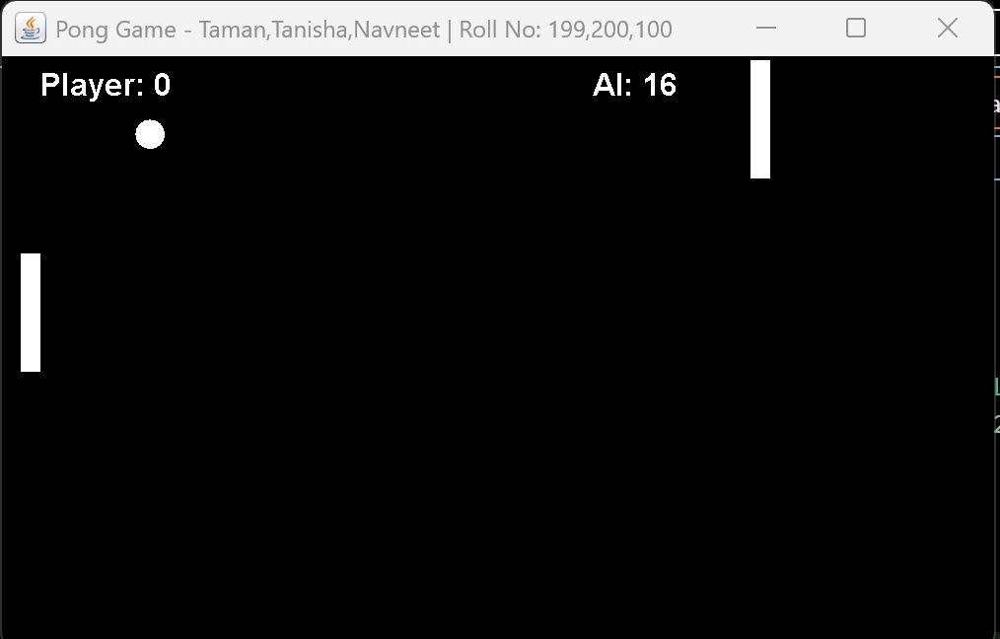 Pong Game - Taman,Tanisha,Navneet | Roll No: 199,200,100
Player: 0
AI: 16